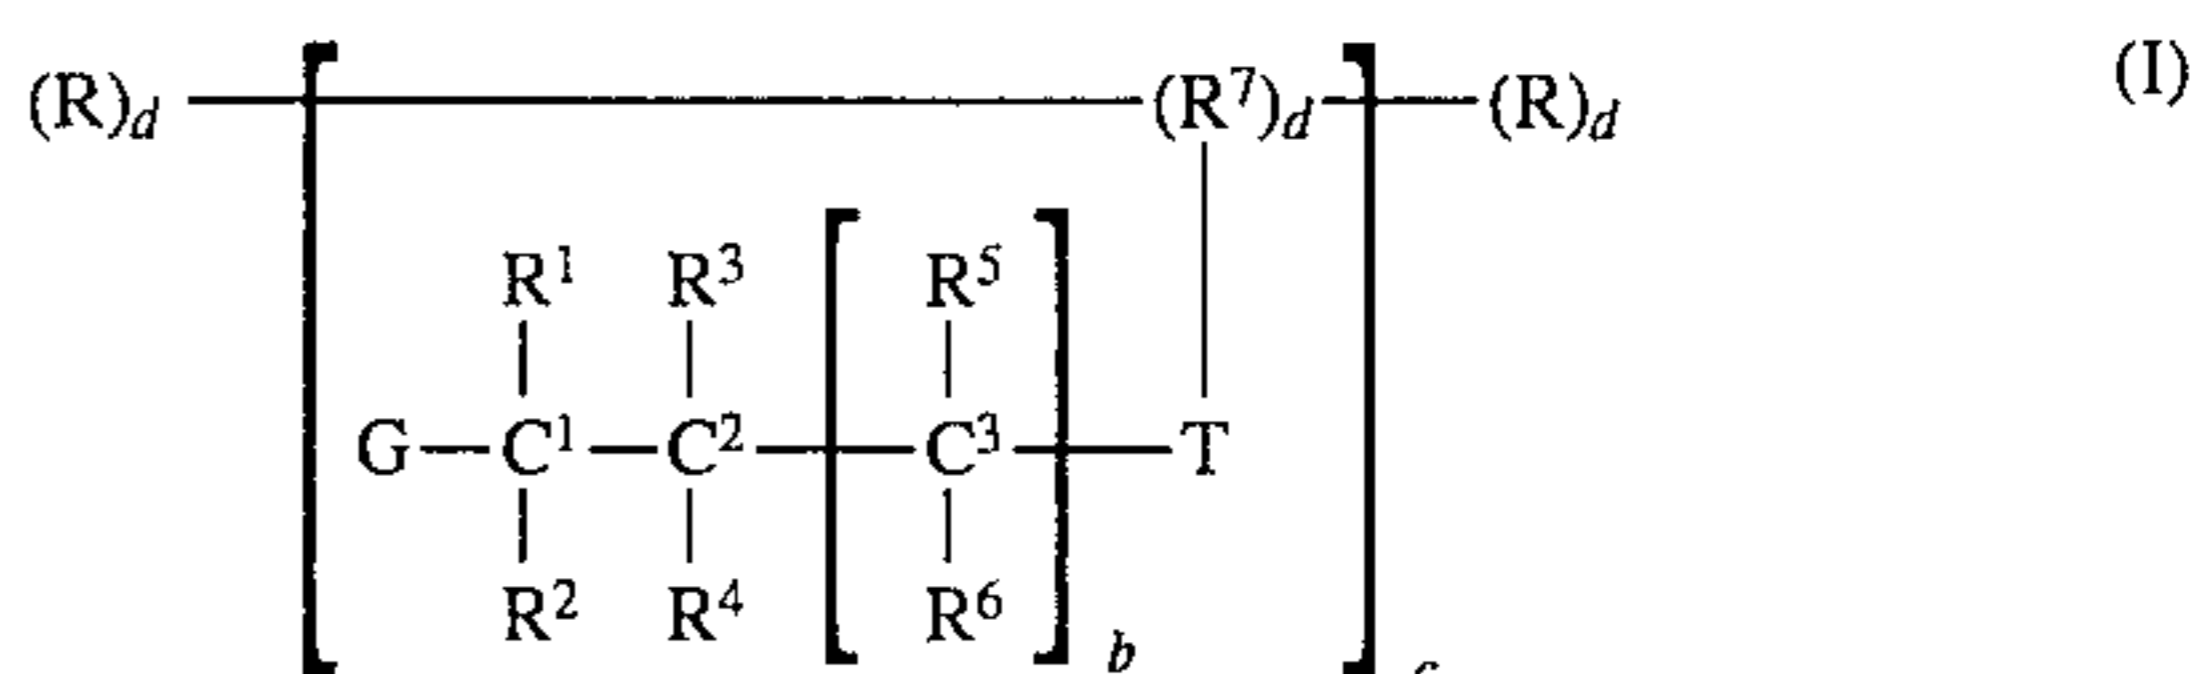 (R)d (R⁷)d (R)d (I)
R¹ R³ R⁵
G C¹ C² C³ T
R² R⁴ R⁶
b